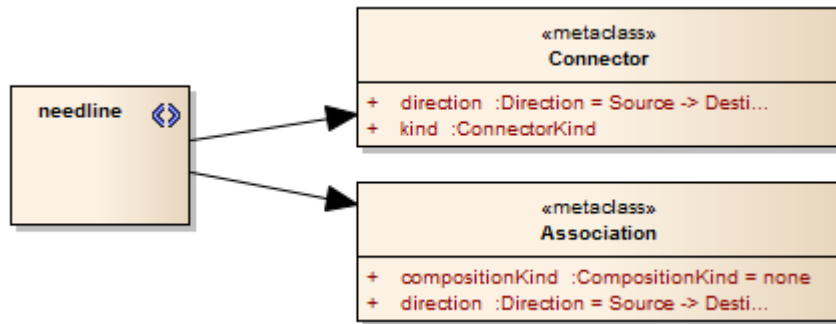 needline
«metaclass»
Connector
+ direction :Direction = Source -> Desti...
+ kind :ConnectorKind
«metaclass»
Association
+ compositionKind :CompositionKind = none
+ direction :Direction = Source -> Desti...